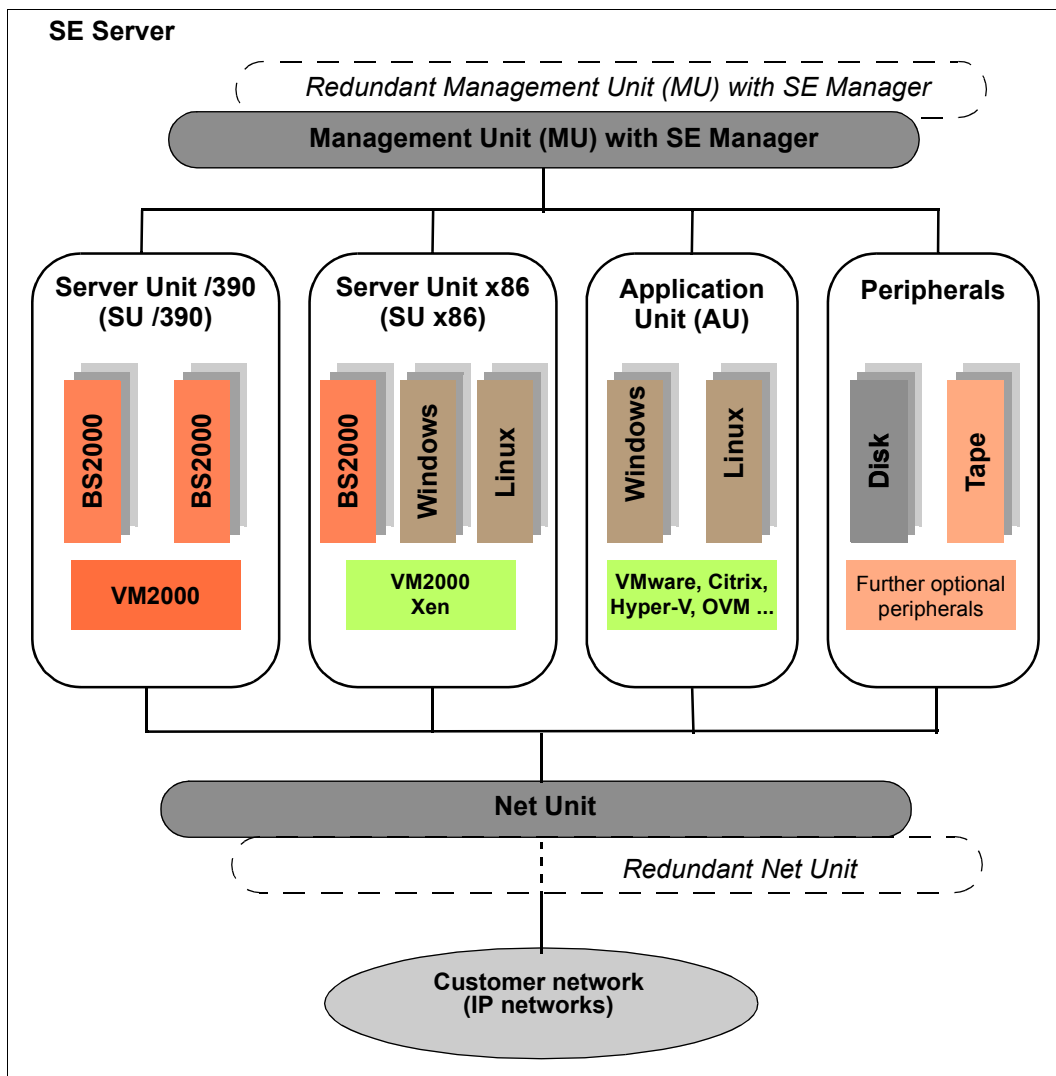 SE Server
Redundant Management Unit (MU) with SE Manager
Management Unit (MU) with SE Manager
Server Unit /390
(SU /390)
BS2000
BS2000
VM2000
Server Unit x86
(SU x86)
BS2000
Windows
Linux
VM2000
Xen
Application
Unit (AU)
Windows
Linux
VMware, Citrix,
Hyper-V, OVM ...
Peripherals
Disk
Tape
Further optional
peripherals
Net Unit
Redundant Net Unit
Customer network
(IP networks)